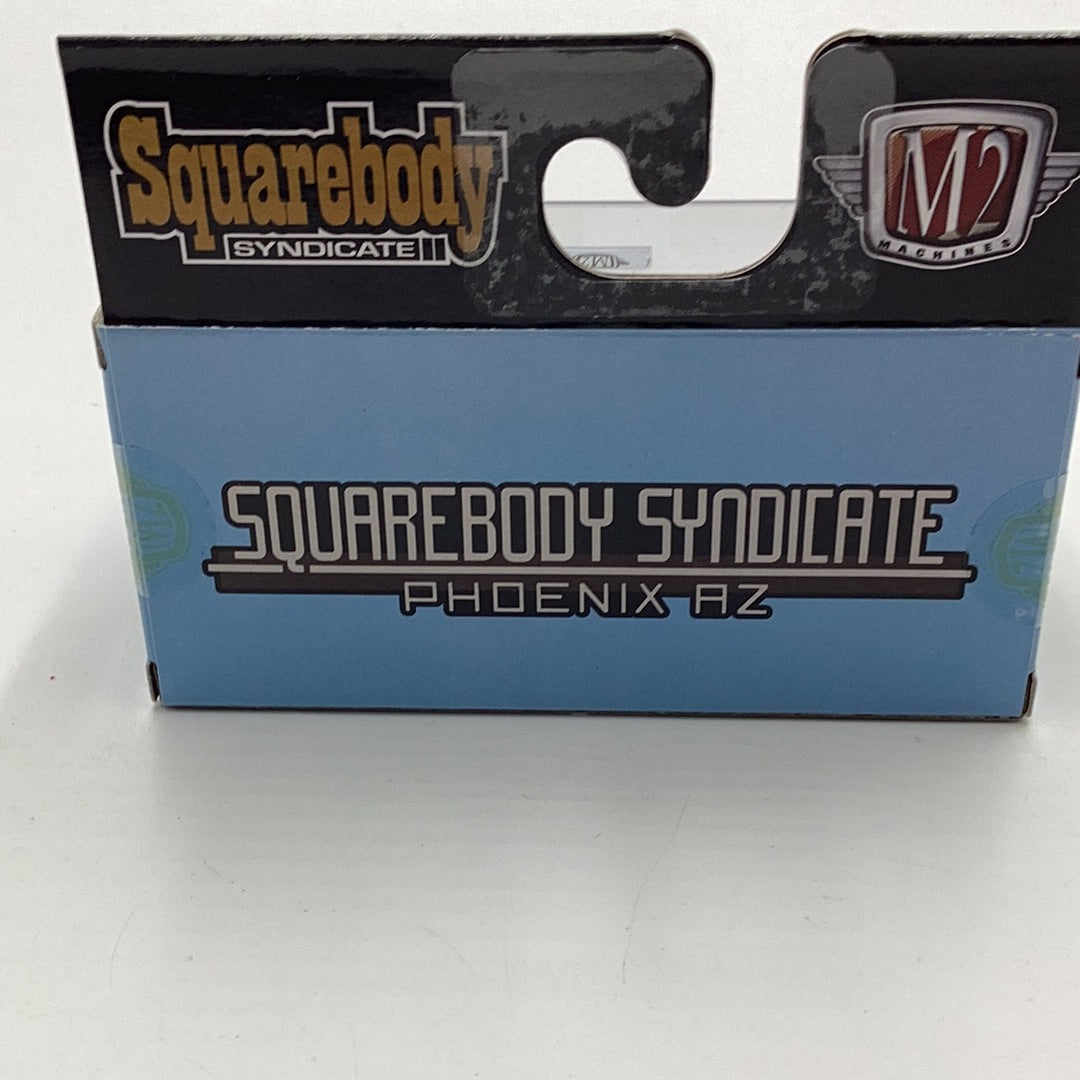 Squarebody
SYNDICATE
M2
MACHINES
SQUAREBODY SYNDICATE
PHOENIX AZ